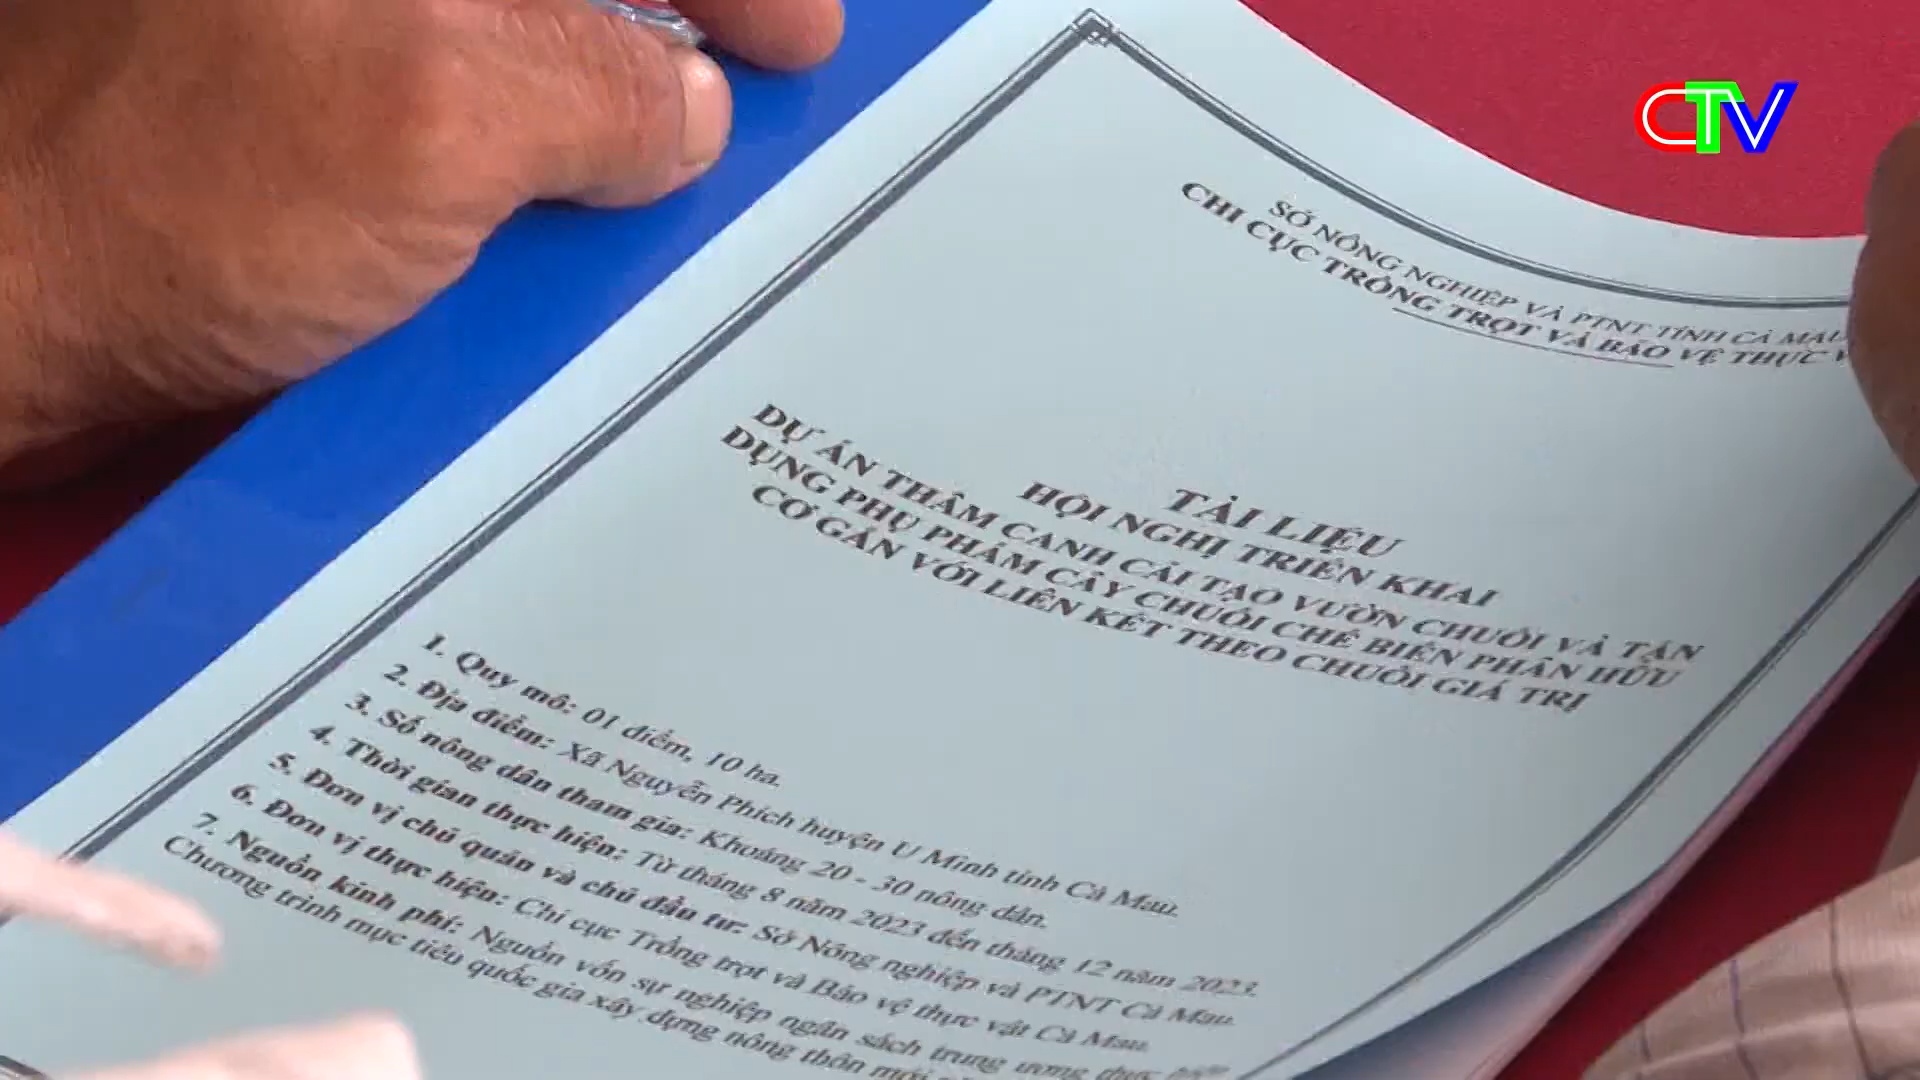 CTV
SỞ NÔNG NGHIỆP VÀ PTNT TỈNH CÀ MAU
CHI CỤC TRỒNG TRỌT VÀ BẢO VỆ THỰC
TÀI LIỆU
HỘI NGHỊ TRIỂN KHAI
DỰ ÁN THÂM CANH CẢI TẠO VƯỜN CHUỐI VÀ TẬN
DỤNG PHỤ PHẨM CÂY CHUỐI CHẾ BIẾN PHÂN HỮU
CƠ GẮN VỚI LIÊN KẾT THEO CHUỖI GIÁ TRỊ
1. Quy mô: 01 điểm, 10 ha.
2. Địa điểm: Xã Nguyễn Phích huyện U Minh tỉnh Cà Mau.
3. Số nông dân tham gia: Khoảng 20 - 30 nông dân.
4. Thời gian thực hiện: Từ tháng 8 năm 2023 đến tháng 12 năm 2023.
5. Đơn vị chủ quản và chủ đầu tư: Sở Nông nghiệp và PTNT Cà Mau.
6. Đơn vị thực hiện: Chi cục Trồng trọt và Bảo vệ thực vật Cà Mau.
7. Nguồn kinh phí: Nguồn vốn sự nghiệp ngân sách trung ương thực hiện
Chương trình mục tiêu quốc gia xây dựng nông thôn mới